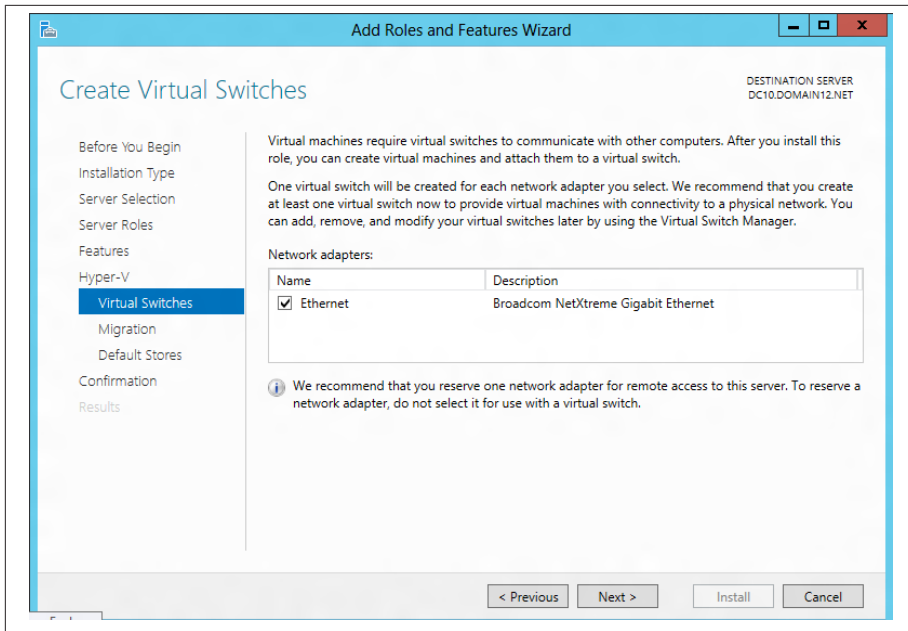 Add Roles and Features Wizard
Create Virtual Switches
DESTINATION SERVER
DC10.DOMAIN12.NET
Before You Begin
Installation Type
Server Selection
Server Roles
Features
Hyper-V
Virtual Switches
Migration
Default Stores
Confirmation
Results
Virtual machines require virtual switches to communicate with other computers. After you install this
role, you can create virtual machines and attach them to a virtual switch.
One virtual switch will be created for each network adapter you select. We recommend that you create
at least one virtual switch now to provide virtual machines with connectivity to a physical network. You
can add, remove, and modify your virtual switches later by using the Virtual Switch Manager.
Network adapters:
Name Description
Ethernet Broadcom NetXtreme Gigabit Ethernet
We recommend that you reserve one network adapter for remote access to this server. To reserve a
network adapter, do not select it for use with a virtual switch.
< Previous Next > Install Cancel